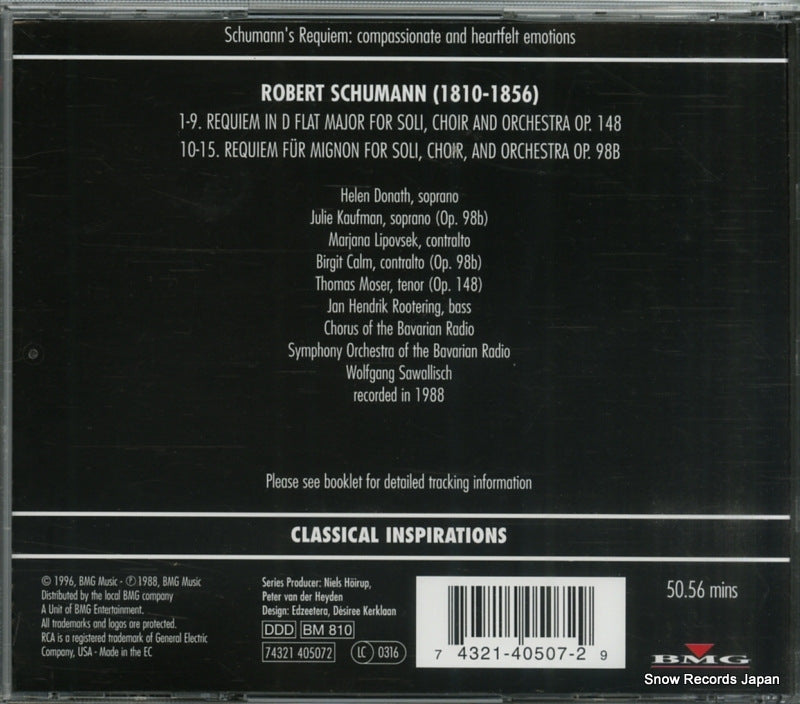 Schumann's Requiem: compassionate and heartfelt emotions
ROBERT SCHUMANN (1810-1856)
1-9. REQUIEM IN D FLAT MAJOR FOR SOLI, CHOIR AND ORCHESTRA OP. 148
10-15. REQUIEM FÜR MIGNON FOR SOLI, CHOIR, AND ORCHESTRA OP. 98B
Helen Donath, soprano
Julie Kaufman, soprano (Op. 98b)
Marjana Lipovsek, contralto
Birgit Calm, contralto (Op. 98b)
Thomas Moser, tenor (Op. 148)
Jan Hendrik Rootering, bass
Chorus of the Bavarian Radio
Symphony Orchestra of the Bavarian Radio
Wolfgang Sawallisch
recorded in 1988
Please see booklet for detailed tracking information
CLASSICAL INSPIRATIONS
© 1996, BMG Music - ℗ 1988, BMG Music
Distributed by the local BMG company
A Unit of BMG Entertainment.
All trademarks and logos are protected.
RCA is a registered trademark of General Electric
Company, USA - Made in the EC
Series Producer: Niels Höirup,
Peter van der Heyden
Design: Edzeetera, Désiree Kerklaan
DDD BM 810
74321 405072 LC 0316
7 4321-40507-2 9
50.56 mins
BMG
Snow Records Japan